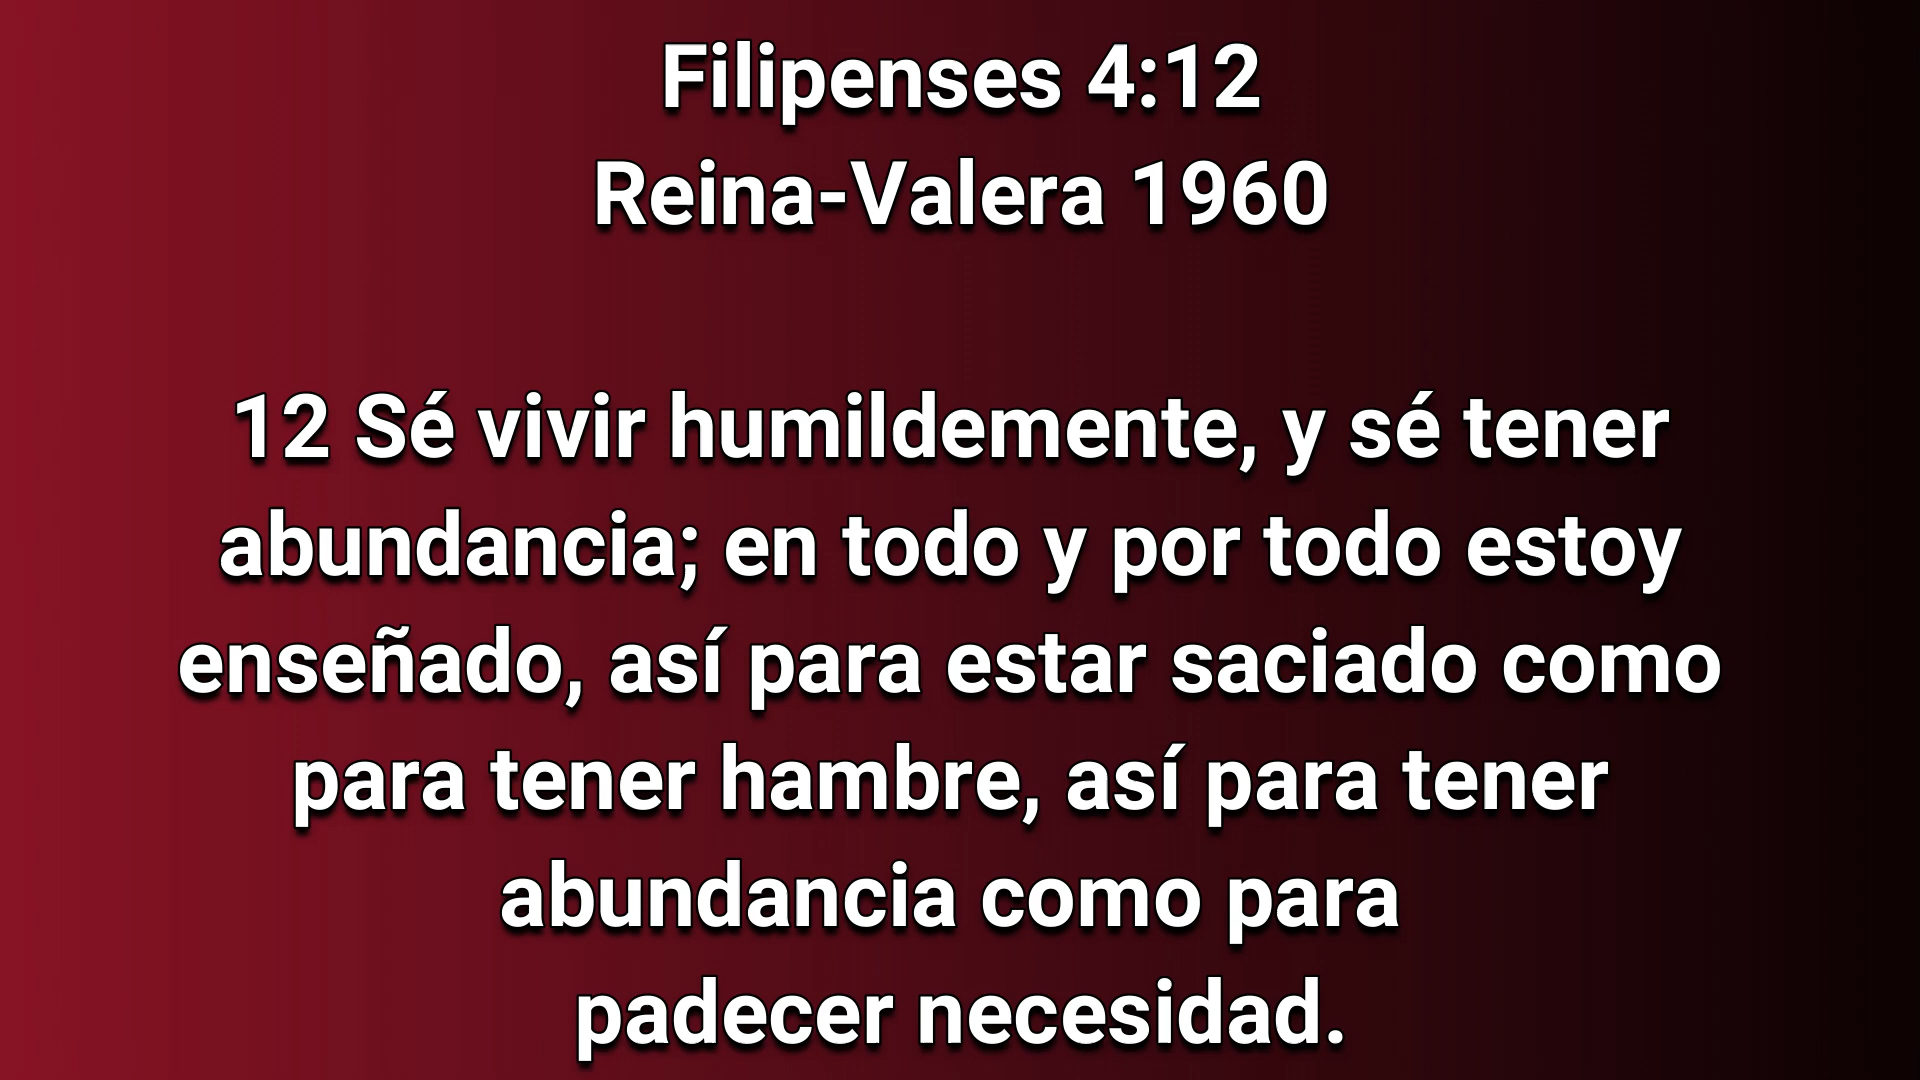 Filipenses 4:12
Reina-Valera 1960
12 Sé vivir humildemente, y sé tener
abundancia; en todo y por todo estoy
enseñado, así para estar saciado como
para tener hambre, así para tener
abundancia como para
padecer necesidad.